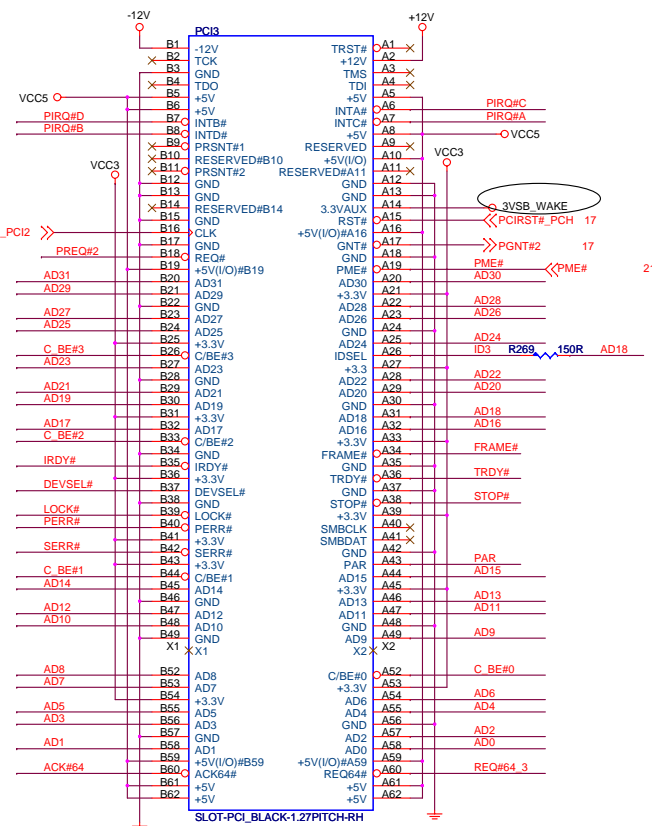 -12V +12V
PCI3
B1 -12V TRST# A1
B2 TCK +12V A2
B3 GND TMS A3
B4 TDO TDI A4
VCC5 B5 +5V +5V A5
B6 +5V INTA# A6 PIRQ#C
PIRQ#D B7 INTB# INTC# A7 PIRQ#A
PIRQ#B B8 INTD# +5V A8 VCC5
B9 PRSNT#1 RESERVED A9
B10 RESERVED#B10 +5V(I/O) A10
VCC3 B11 PRSNT#2 RESERVED#A11 A11 VCC3
B12 GND GND A12
B13 GND GND A13
B14 RESERVED#B14 3.3VAUX A14 3VSB_WAKE
B15 GND RST# A15 PCIRST#_PCH 17
_PCI2 B16 CLK +5V(I/O)#A16 A16
B17 GND GNT# A17 PGNT#2 17
PREQ#2 B18 REQ# GND A18
B19 +5V(I/O)#B19 PME# A19 PME# PME# 21
AD31 B20 AD31 AD30 A20 AD30
AD29 B21 AD29 +3.3V A21
B22 GND AD28 A22 AD28
AD27 B23 AD27 AD26 A23 AD26
AD25 B24 AD25 GND A24
B25 +3.3V AD24 A25 AD24
C_BE#3 B26 C/BE#3 IDSEL A26 ID3 R269 150R AD18
AD23 B27 AD23 +3.3 A27
B28 GND AD22 A28 AD22
AD21 B29 AD21 AD20 A29 AD20
AD19 B30 AD19 GND A30
B31 +3.3V AD18 A31 AD18
AD17 B32 AD17 AD16 A32 AD16
C_BE#2 B33 C/BE#2 +3.3V A33
B34 GND FRAME# A34 FRAME#
IRDY# B35 IRDY# GND A35
B36 +3.3V TRDY# A36 TRDY#
DEVSEL# B37 DEVSEL# GND A37
B38 GND STOP# A38 STOP#
LOCK# B39 LOCK# +3.3V A39
PERR# B40 PERR# SMBCLK A40
B41 +3.3V SMBDAT A41
SERR# B42 SERR# GND A42
B43 +3.3V PAR A43 PAR
C_BE#1 B44 C/BE#1 AD15 A44 AD15
AD14 B45 AD14 +3.3V A45
B46 GND AD13 A46 AD13
AD12 B47 AD12 AD11 A47 AD11
AD10 B48 AD10 GND A48
B49 GND AD9 A49 AD9
X1 X1 X2 X2
AD8 B52 AD8 C/BE#0 A52 C_BE#0
AD7 B53 AD7 +3.3V A53
B54 +3.3V AD6 A54 AD6
AD5 B55 AD5 AD4 A55 AD4
AD3 B56 AD3 GND A56
B57 GND AD2 A57 AD2
AD1 B58 AD1 AD0 A58 AD0
B59 +5V(I/O)#B59 +5V(I/O)#A59 A59
ACK#64 B60 ACK64# REQ64# A60 REQ#64_3
B61 +5V +5V A61
B62 +5V +5V A62
SLOT-PCI_BLACK-1.27PITCH-RH